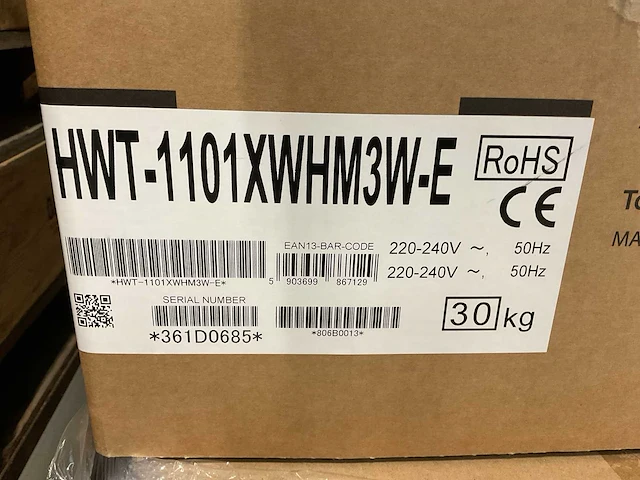 HWT-1101XWHM3W-E
RoHS
CE
EAN13-BAR-CODE
220-240V ～, 50Hz
*HWT-1101XWHM3W-E*
5 903699 867129
220-240V ～, 50Hz
SERIAL NUMBER
*361D0685*
*806B0013*
30 kg
MA